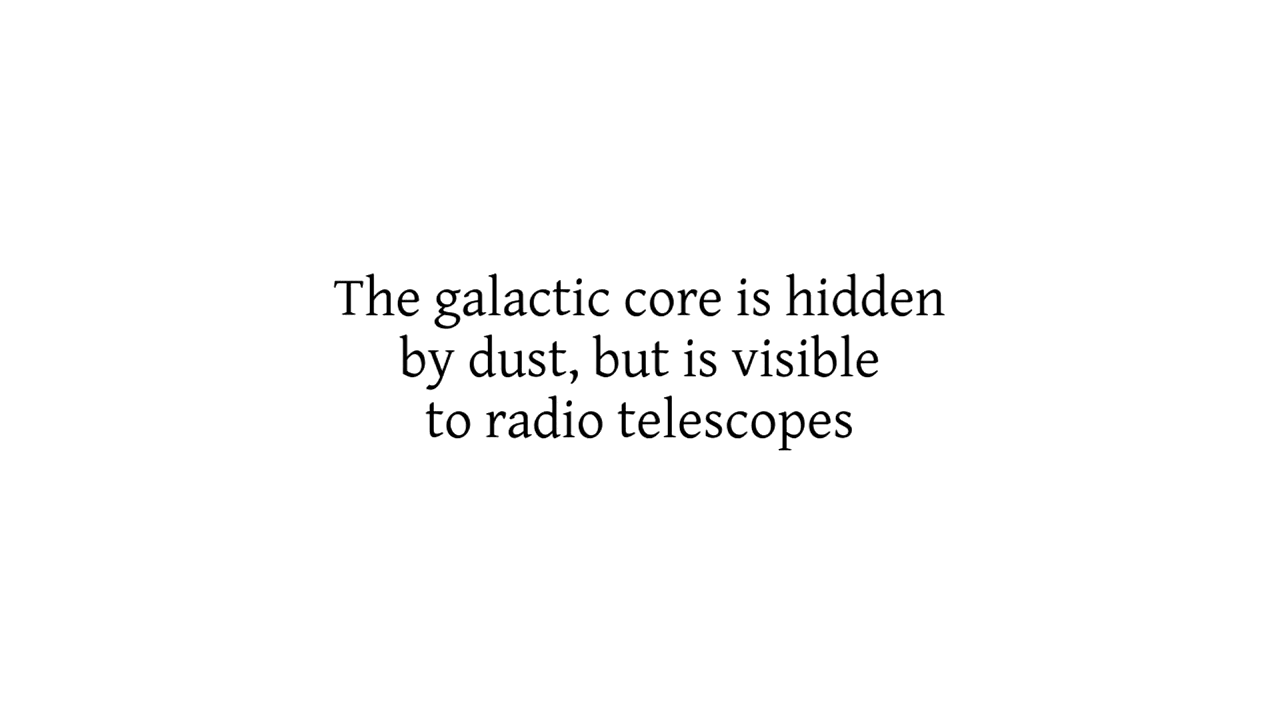 The galactic core is hidden
by dust, but is visible
to radio telescopes